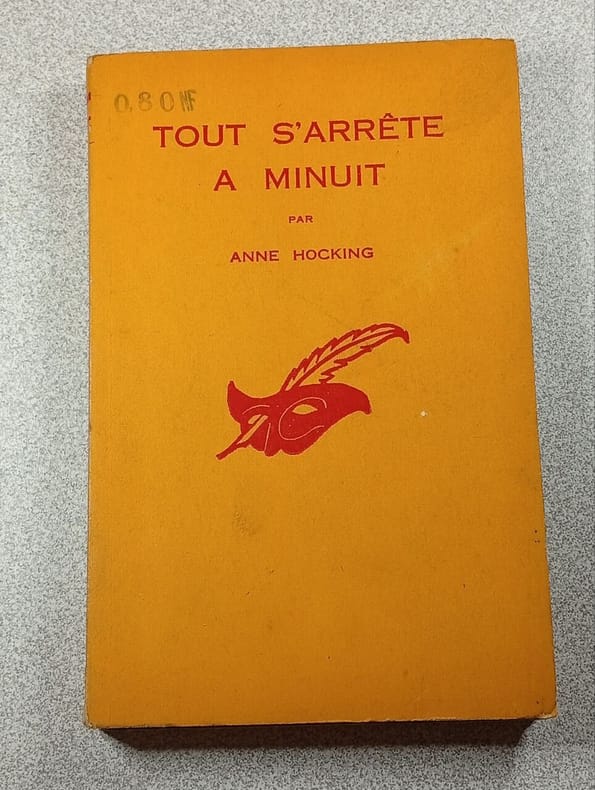 0,80 NF
TOUT S'ARRÊTE
A MINUIT
PAR
ANNE HOCKING